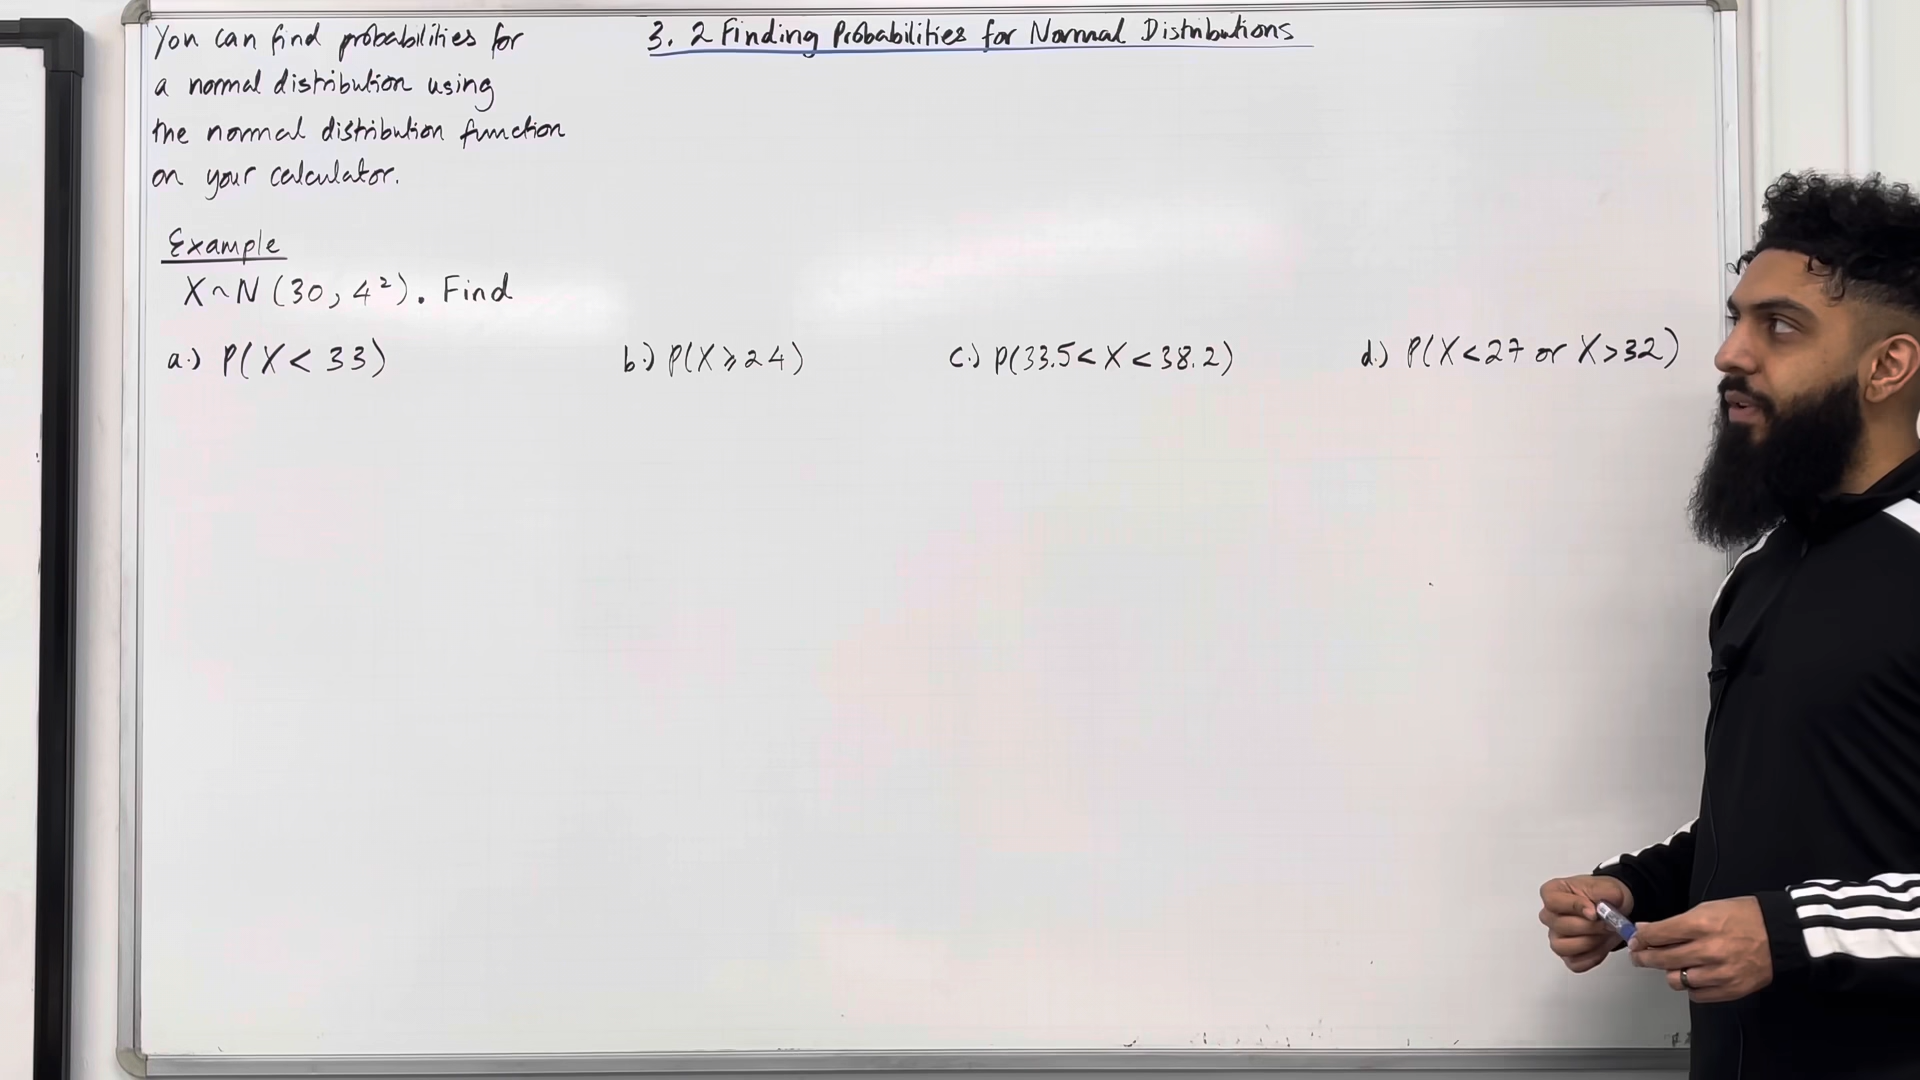 3.2 Finding Probabilities for Normal Distributions
You can find probabilities for
a normal distribution using
the normal distribution function
on your calculator.
Example
X~N(30, 4²). Find
a.) P(X < 33)
b.) P(X ⩾ 24)
c.) P(33.5 < X < 38.2)
d.) P(X < 27 or X > 32)